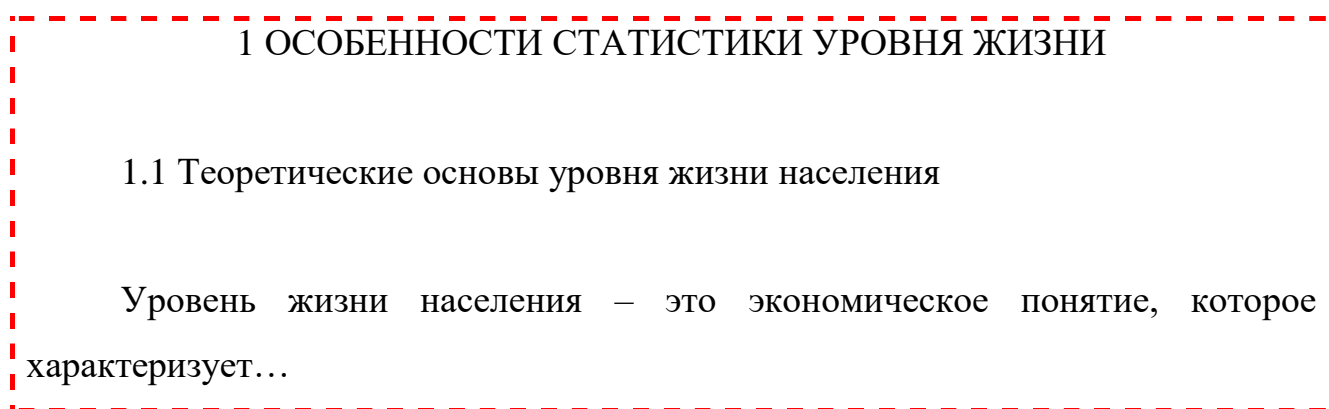 1 ОСОБЕННОСТИ СТАТИСТИКИ УРОВНЯ ЖИЗНИ
1.1 Теоретические основы уровня жизни населения
Уровень жизни населения – это экономическое понятие, которое
характеризует…